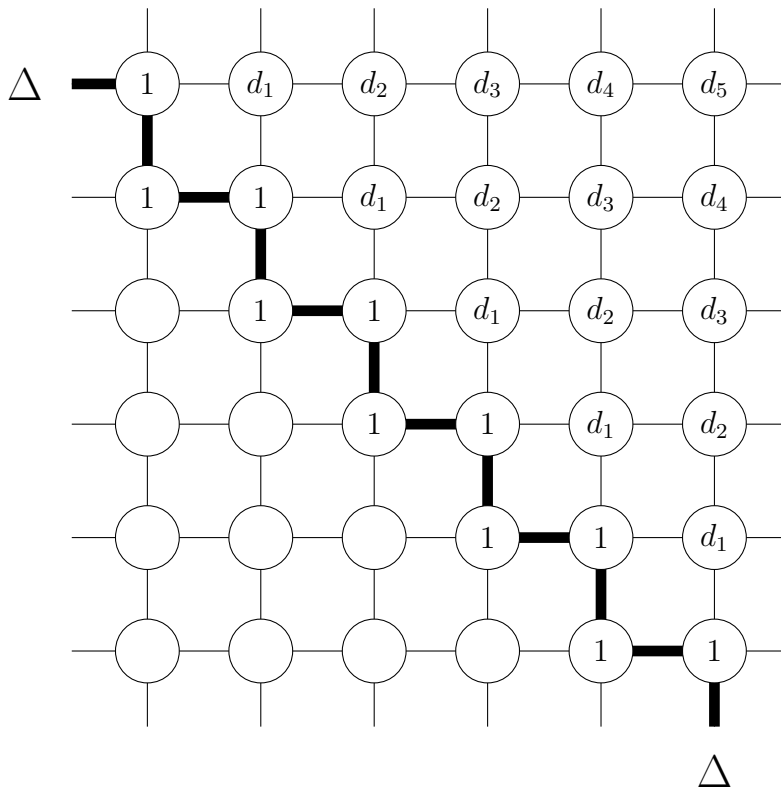 Δ 1 d₁ d₂ d₃ d₄ d₅
1 1 d₁ d₂ d₃ d₄
1 1 d₁ d₂ d₃
1 1 d₁ d₂
1 1 d₁
1 1
Δ